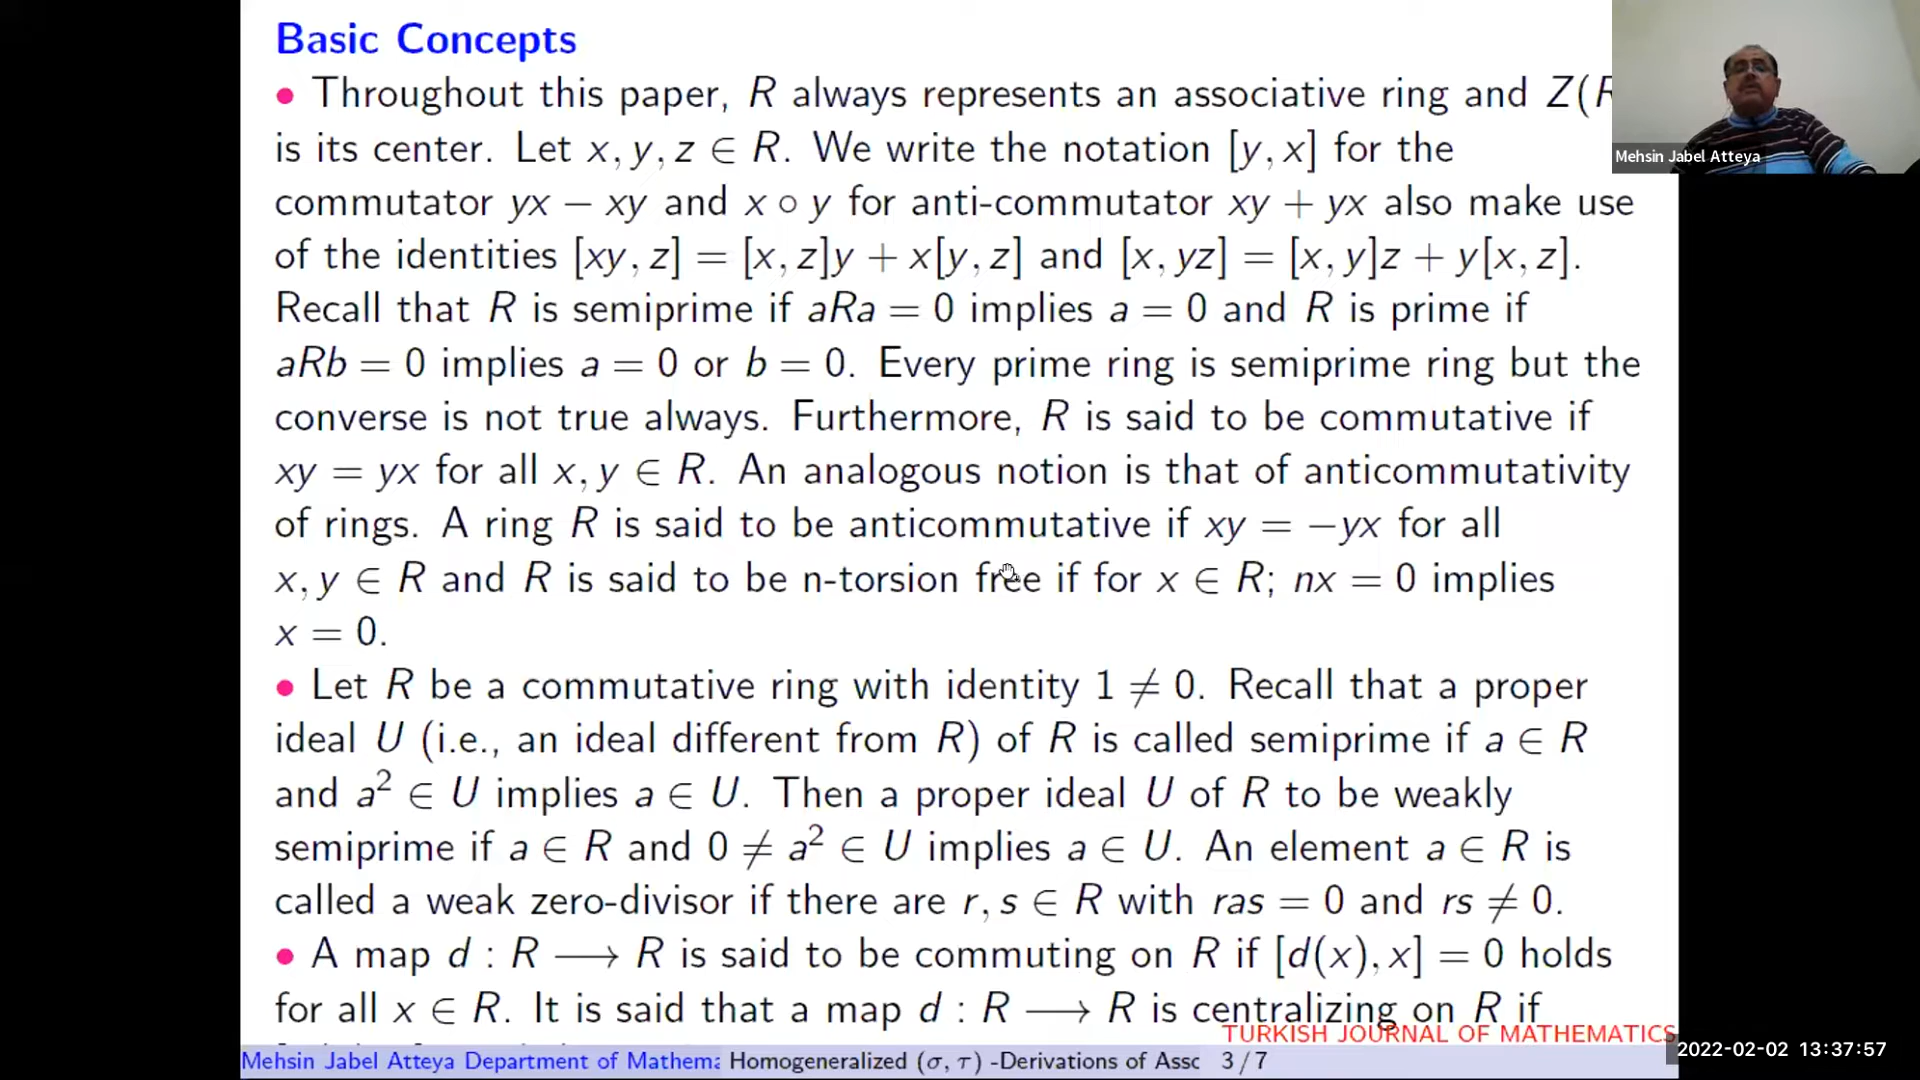 Basic Concepts
• Throughout this paper, R always represents an associative ring and Z(R
is its center. Let x, y, z ∈ R. We write the notation [y, x] for the
commutator yx − xy and x ∘ y for anti-commutator xy + yx also make use
of the identities [xy, z] = [x, z]y + x[y, z] and [x, yz] = [x, y]z + y[x, z].
Recall that R is semiprime if aRa = 0 implies a = 0 and R is prime if
aRb = 0 implies a = 0 or b = 0. Every prime ring is semiprime ring but the
converse is not true always. Furthermore, R is said to be commutative if
xy = yx for all x, y ∈ R. An analogous notion is that of anticommutativity
of rings. A ring R is said to be anticommutative if xy = −yx for all
x, y ∈ R and R is said to be n-torsion free if for x ∈ R; nx = 0 implies
x = 0.
• Let R be a commutative ring with identity 1 ≠ 0. Recall that a proper
ideal U (i.e., an ideal different from R) of R is called semiprime if a ∈ R
and a² ∈ U implies a ∈ U. Then a proper ideal U of R to be weakly
semiprime if a ∈ R and 0 ≠ a² ∈ U implies a ∈ U. An element a ∈ R is
called a weak zero-divisor if there are r, s ∈ R with ras = 0 and rs ≠ 0.
• A map d : R ⟶ R is said to be commuting on R if [d(x), x] = 0 holds
for all x ∈ R. It is said that a map d : R ⟶ R is centralizing on R if
TURKISH JOURNAL OF MATHEMATICS
Mehsin Jabel Atteya Department of Mathema Homogeneralized (σ, τ) -Derivations of Assc 3 / 7
Mehsin Jabel Atteya
2022-02-02 13:37:57